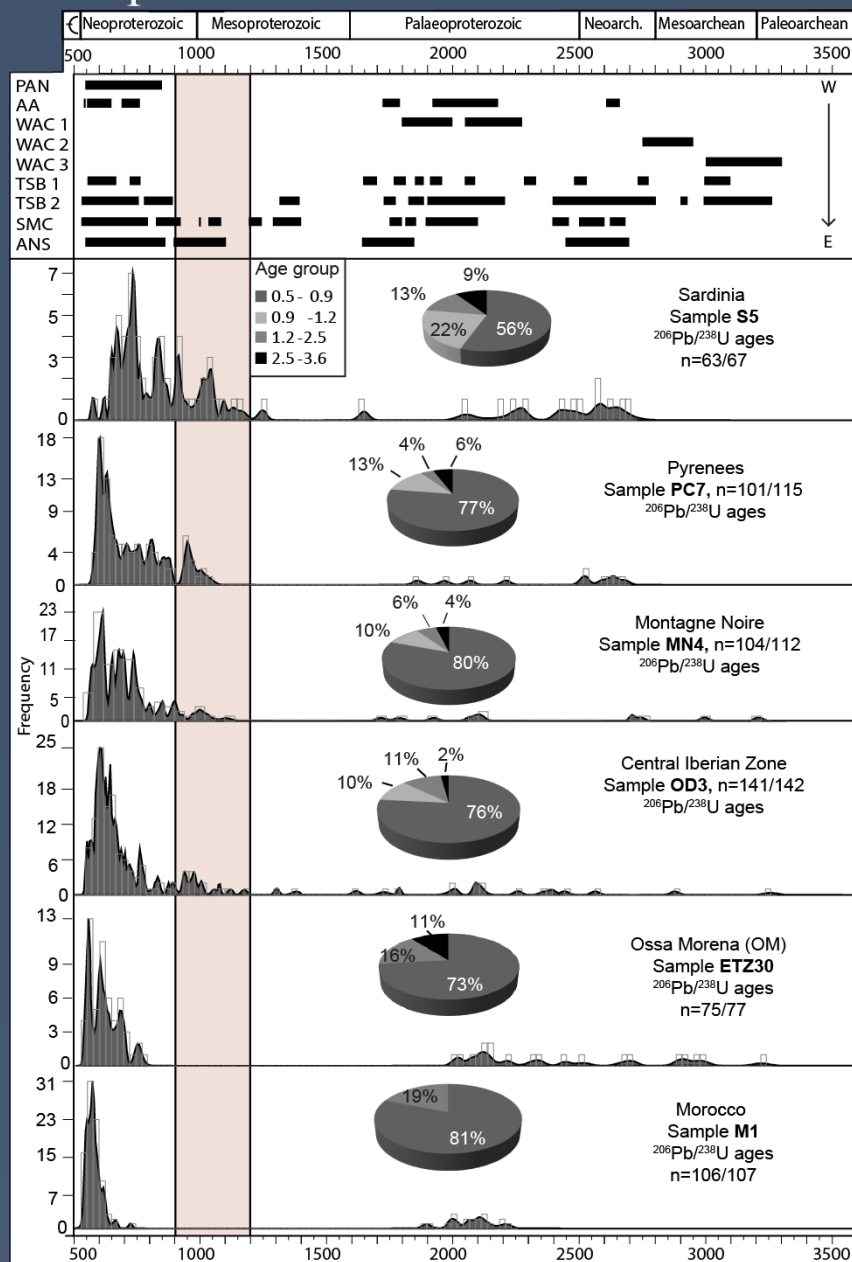 Є Neoproterozoic Mesoproterozoic Palaeoproterozoic Neoarch. Mesoarchean Paleoarchean
500 1000 1500 2000 2500 3000 3500
PAN
AA
WAC 1
WAC 2
WAC 3
TSB 1
TSB 2
SMC
ANS
W
E
Frequency
7
5
3
0
Age group
0.5- 0.9
0.9 -1.2
1.2-2.5
2.5-3.6
13%
9%
22%
56%
Sardinia
Sample S5
206Pb/238U ages
n=63/67
18
13
9
4
0
13%
4%
6%
77%
Pyrenees
Sample PC7, n=101/115
206Pb/238U ages
23
17
11
5
0
10%
6%
4%
80%
Montagne Noire
Sample MN4, n=104/112
206Pb/238U ages
25
18
12
6
0
10%
11%
2%
76%
Central Iberian Zone
Sample OD3, n=141/142
206Pb/238U ages
13
9
6
3
0
16%
11%
73%
Ossa Morena (OM)
Sample ETZ30
206Pb/238U ages
n=75/77
31
23
15
7
0
19%
81%
Morocco
Sample M1
206Pb/238U ages
n=106/107
500 1000 1500 2000 2500 3000 3500